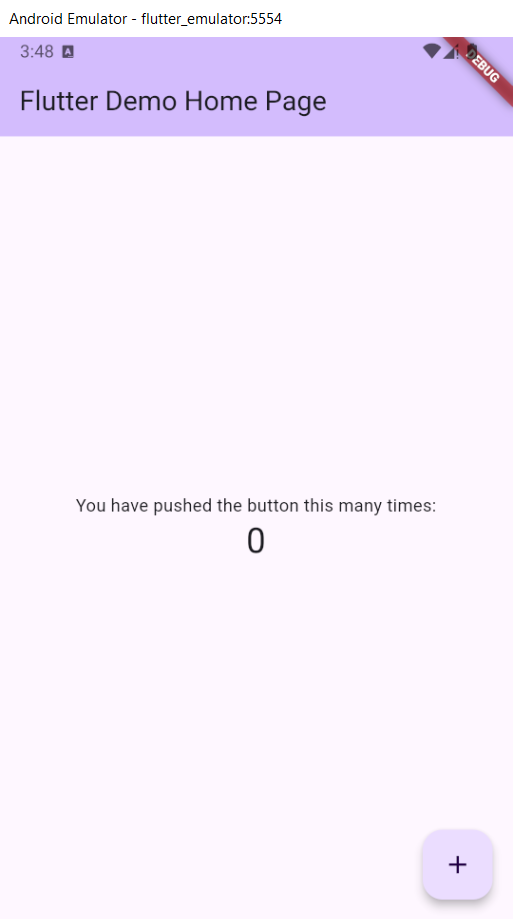 Android Emulator - flutter_emulator:5554
3:48
DEBUG
Flutter Demo Home Page
You have pushed the button this many times:
0
+